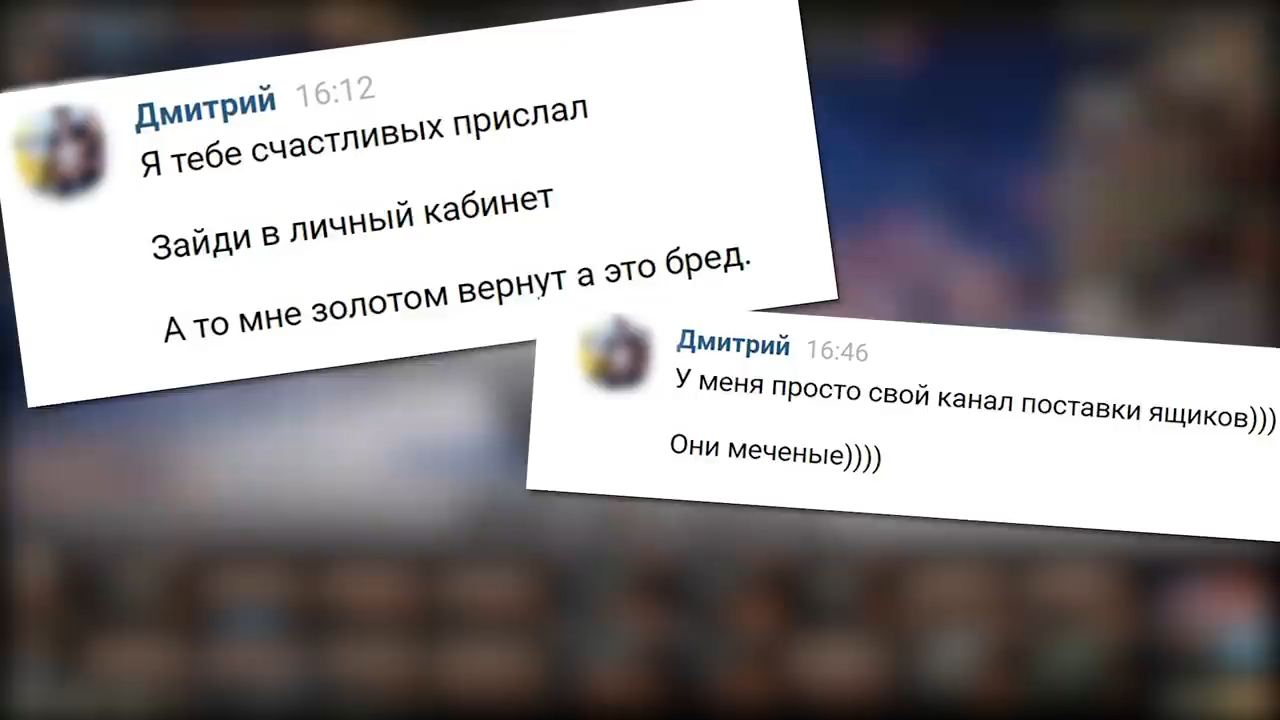 Дмитрий 16:12
Я тебе счастливых прислал
Зайди в личный кабинет
А то мне золотом вернут а это бред.
Дмитрий 16:46
У меня просто свой канал поставки ящиков)))
Они меченые))))